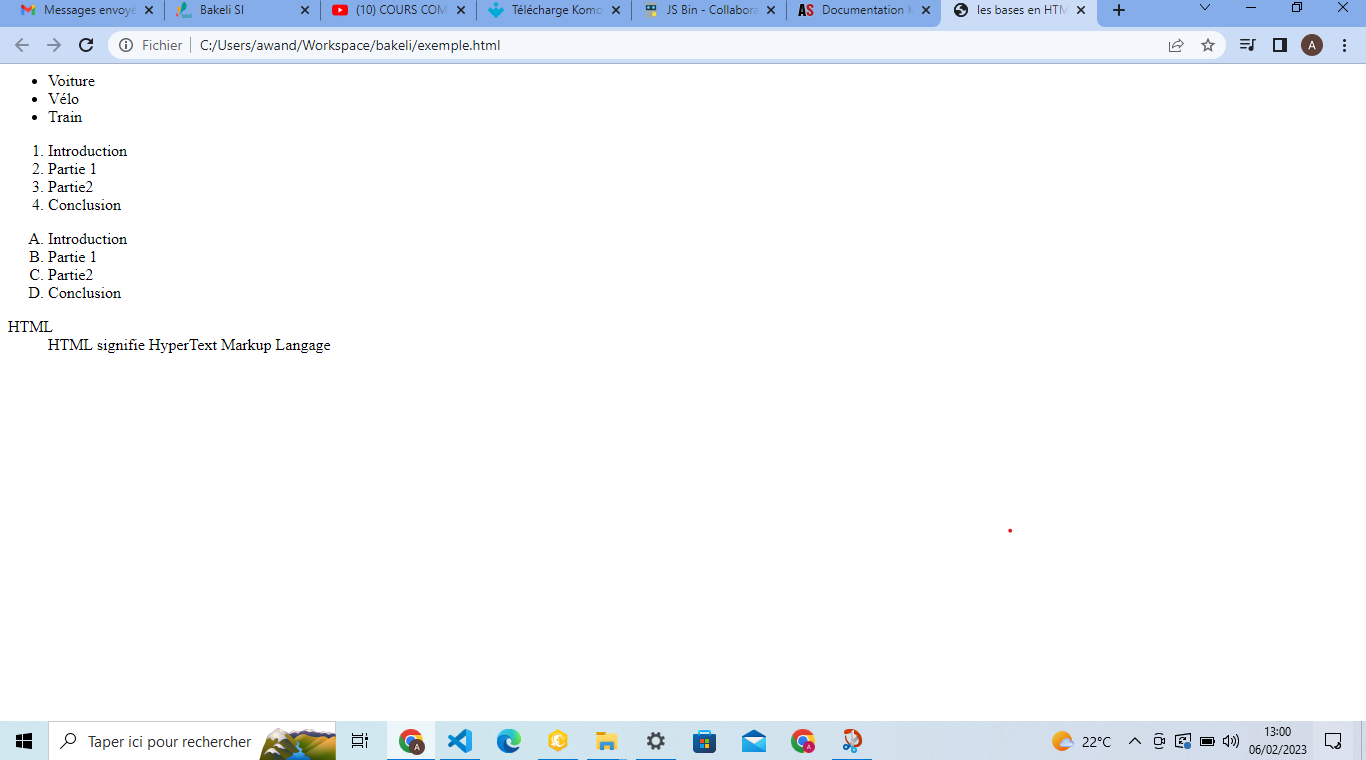 Messages envoyé
Bakeli SI
(10) COURS COM
Télécharge Komo
JS Bin - Collabora
AS Documentation K
les bases en HTM
Fichier C:/Users/awand/Workspace/bakeli/exemple.html
A
• Voiture
• Vélo
• Train
1. Introduction
2. Partie 1
3. Partie2
4. Conclusion
A. Introduction
B. Partie 1
C. Partie2
D. Conclusion
HTML
HTML signifie HyperText Markup Langage
Taper ici pour rechercher
22°C
13:00
06/02/2023